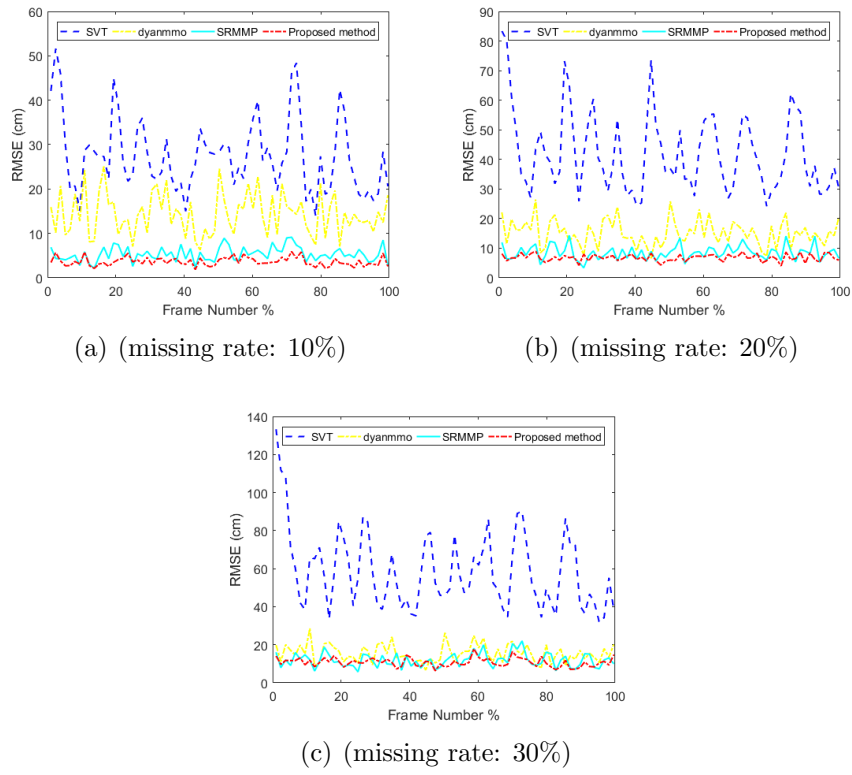 60
50
40
30
20
10
0
RMSE (cm)
SVT dyanmmo SRMMP Proposed method
0 20 40 60 80 100
Frame Number %
(a) (missing rate: 10%)
90
80
70
60
50
40
30
20
10
0
RMSE (cm)
SVT dyanmmo SRMMP Proposed method
0 20 40 60 80 100
Frame Number %
(b) (missing rate: 20%)
140
120
100
80
60
40
20
0
RMSE (cm)
SVT dyanmmo SRMMP Proposed method
0 20 40 60 80 100
Frame Number %
(c) (missing rate: 30%)